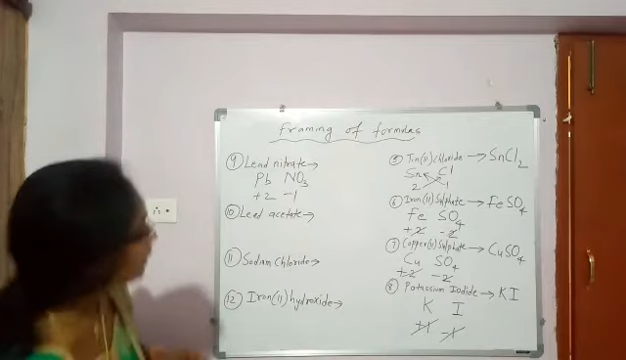 Framing of formulas
⑨ Lead nitrate →
Pb NO₃
+2 -1
⑩ Lead acetate →
⑪ Sodium Chloride →
⑫ Iron(II) hydroxide →
⑤ Tin(II) Chloride → SnCl₂
Sn Cl
2 1
⑥ Iron(II) Sulphate → FeSO₄
Fe SO₄
+2 -2
⑦ Copper(II) Sulphate → CuSO₄
Cu SO₄
+2 -2
⑧ Potassium Iodide → KI
K I
+1 -1